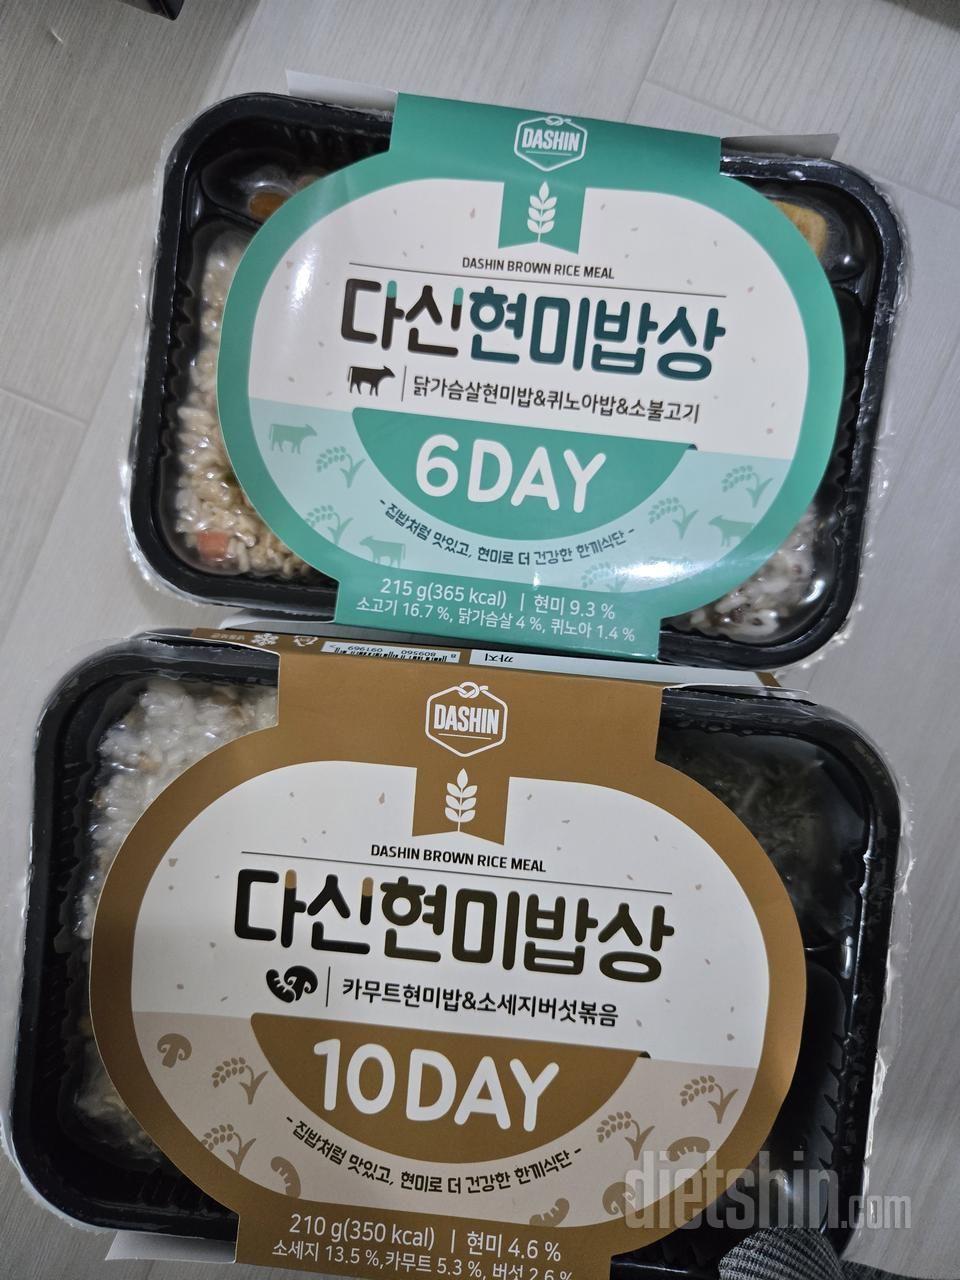 DASHIN
DASHIN BROWN RICE MEAL
다신현미밥상
닭가슴살현미밥&퀴노아밥&소불고기
6DAY
- 집밥처럼 맛있고, 현미로 더 건강한 한끼식단 -
215 g(365 kcal) | 현미 9.3 %
소고기 16.7 %, 닭가슴살 4 %, 퀴노아 1.4 %
8 809560 091969
까지
DASHIN
DASHIN BROWN RICE MEAL
다신현미밥상
카무트현미밥&소세지버섯볶음
10DAY
- 집밥처럼 맛있고, 현미로 더 건강한 한끼식단 -
210 g(350 kcal) | 현미 4.6 %
소세지 13.5 %,카무트 5.3 %, 버섯 2.6 %
dietshin.com